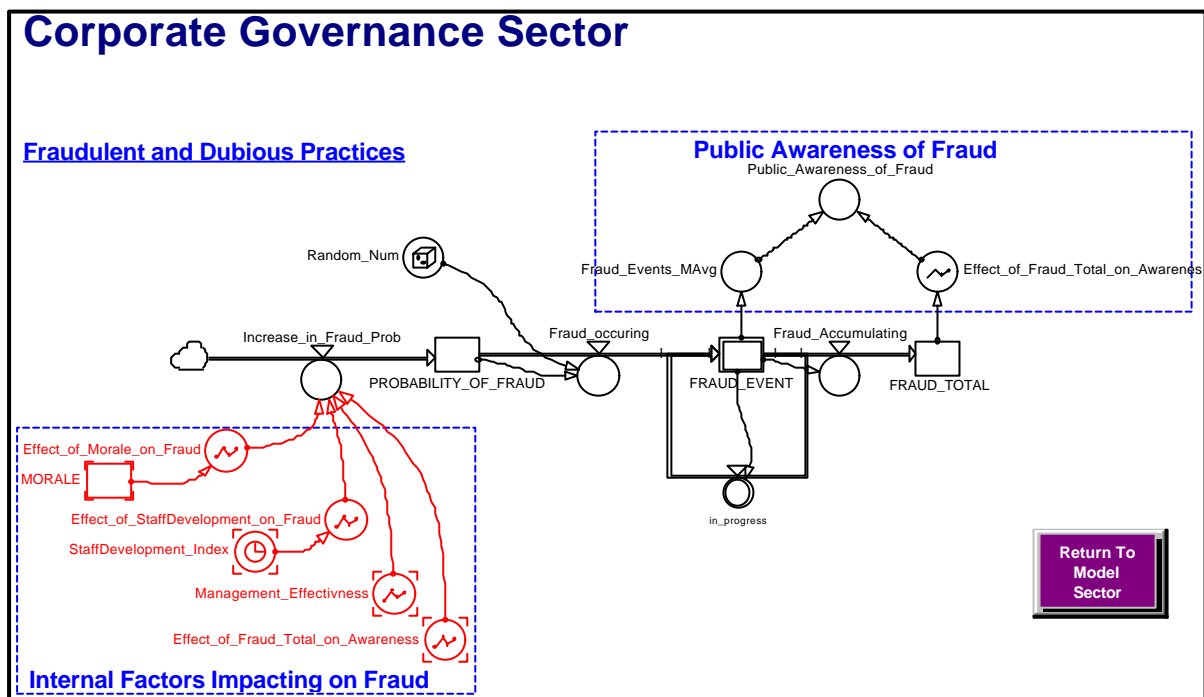 Corporate Governance Sector
Fraudulent and Dubious Practices
Public Awareness of Fraud
Public_Awareness_of_Fraud
Random_Num
Fraud_Events_MAvg
Effect_of_Fraud_Total_on_Awarenes
Increase_in_Fraud_Prob
Fraud_occuring
Fraud_Accumulating
PROBABILITY_OF_FRAUD
FRAUD_EVENT
FRAUD_TOTAL
Effect_of_Morale_on_Fraud
MORALE
Effect_of_StaffDevelopment_on_Fraud
in_progress
StaffDevelopment_Index
Management_Effectivness
Effect_of_Fraud_Total_on_Awareness
Return To
Model
Sector
Internal Factors Impacting on Fraud